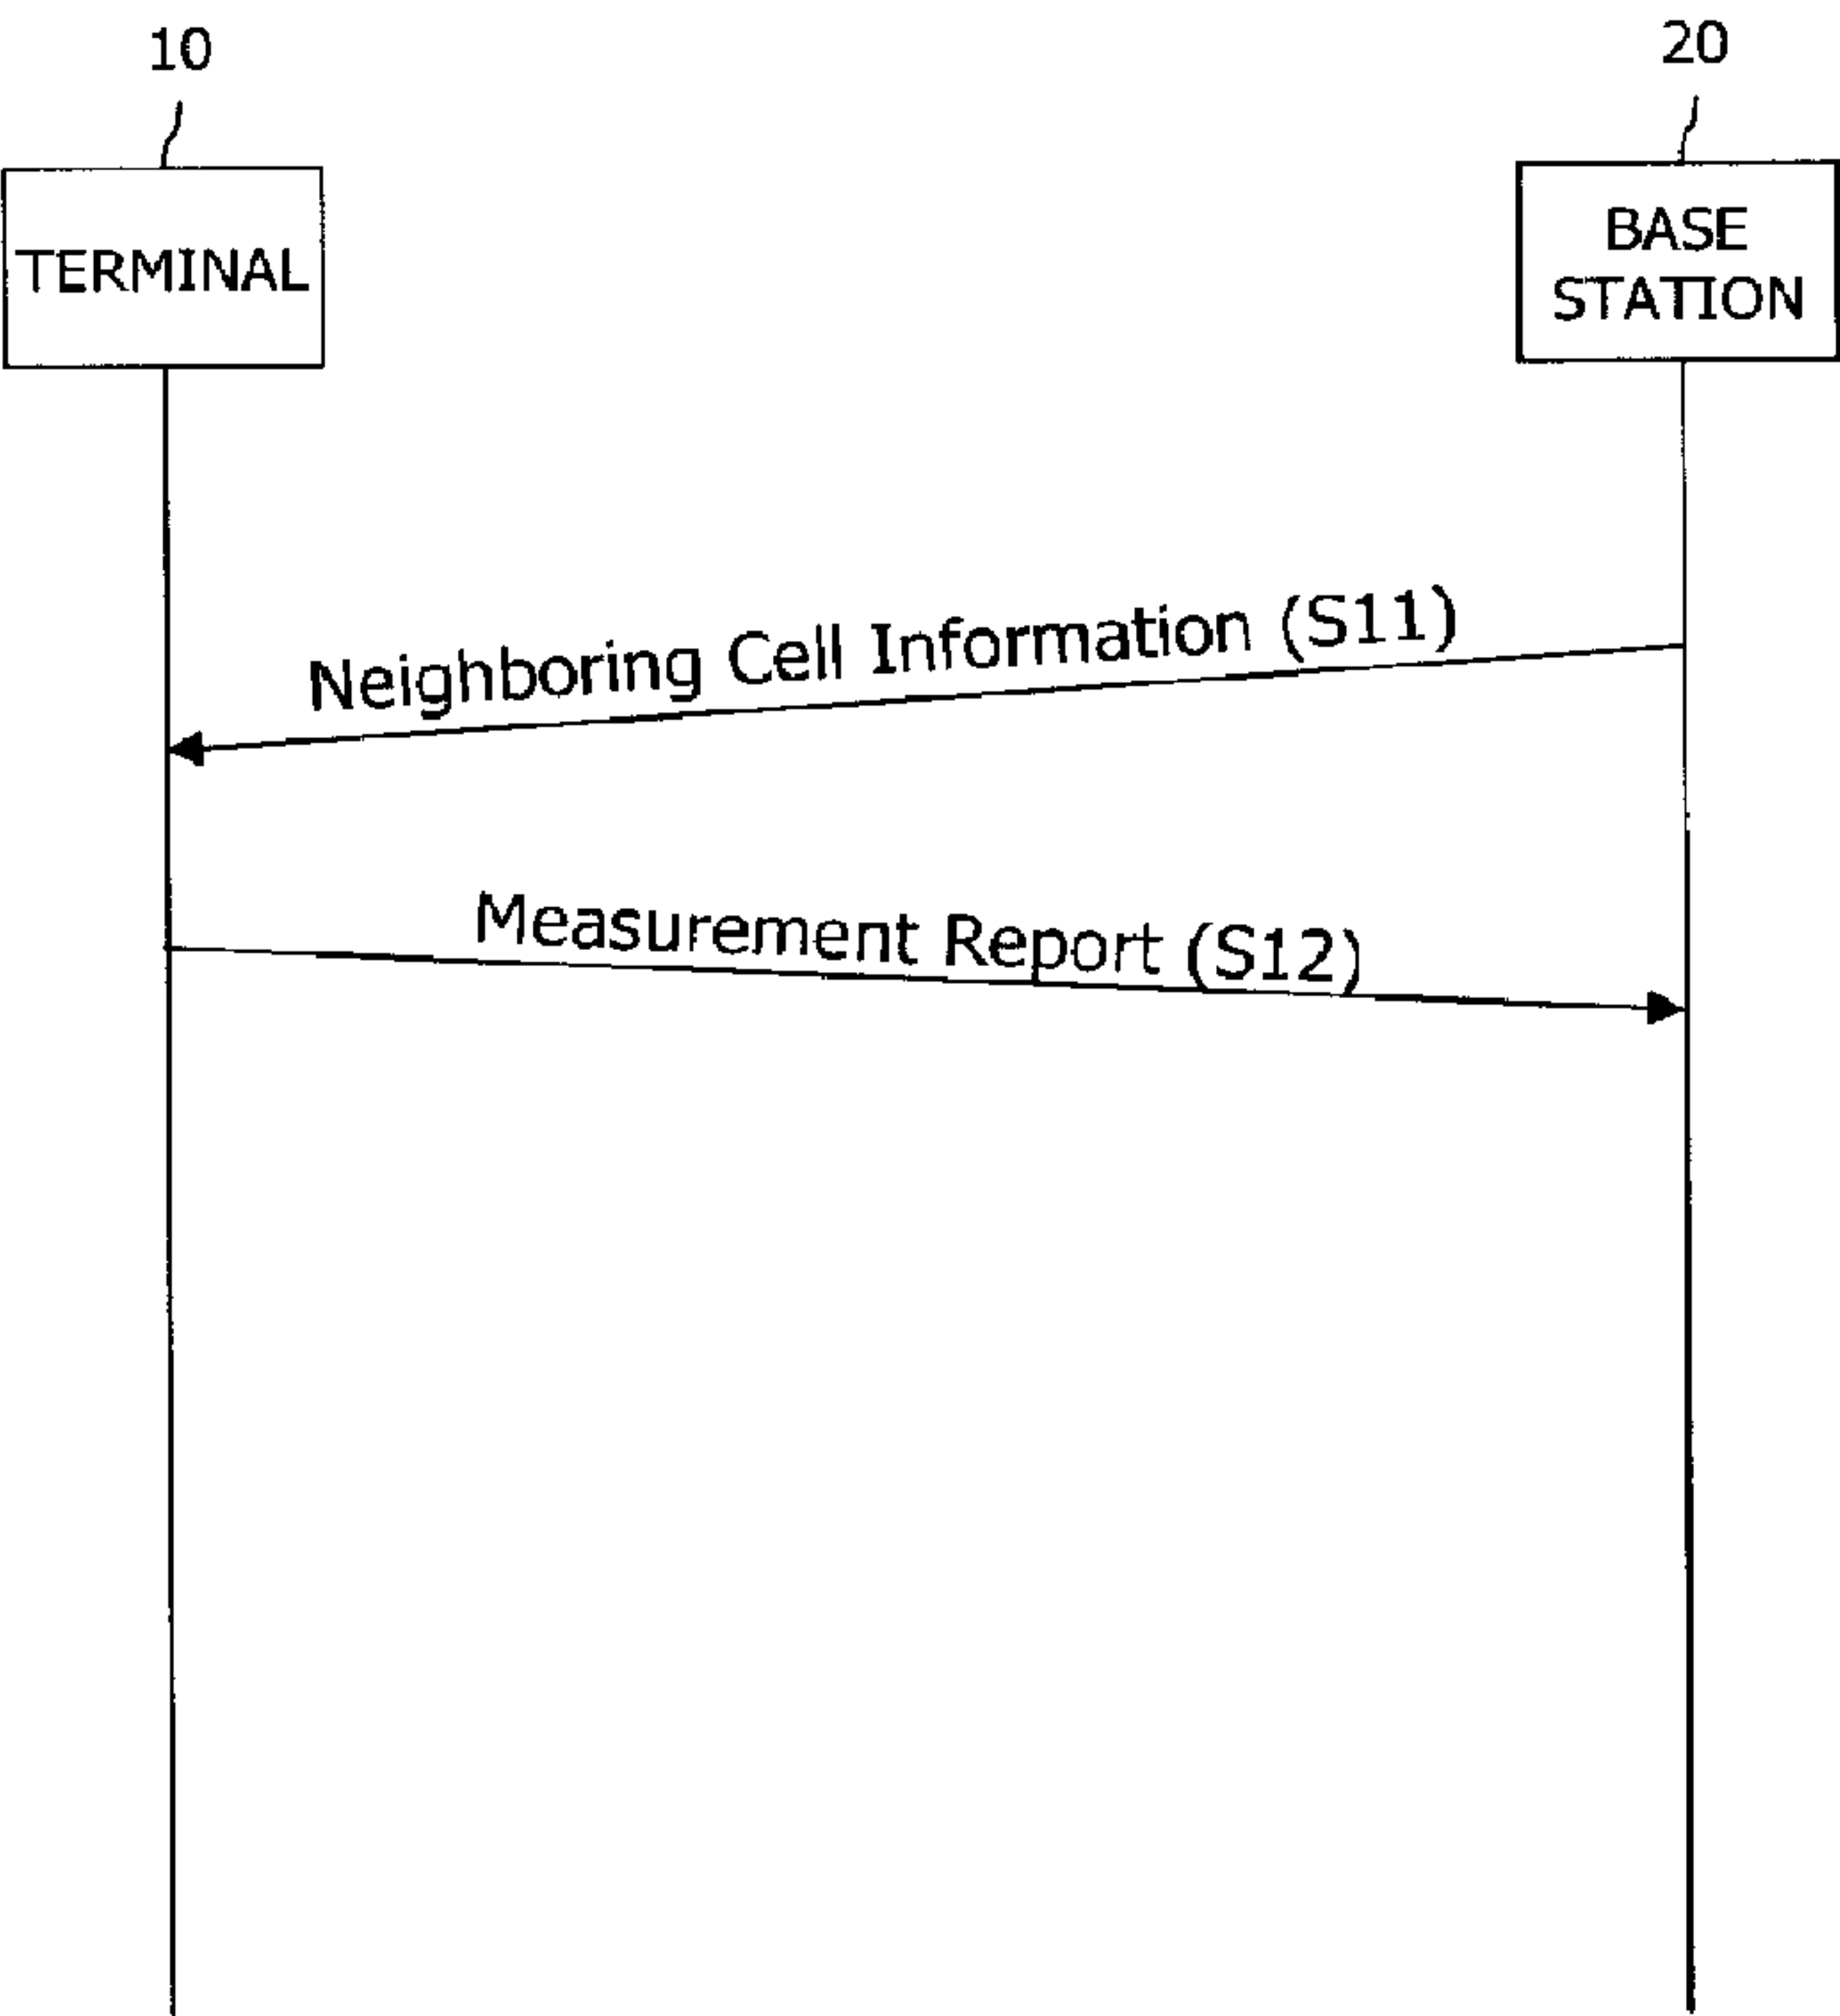 10
20
TERMINAL
BASE
STATION
Neighboring Cell Information (S11)
Measurement Report (S12)